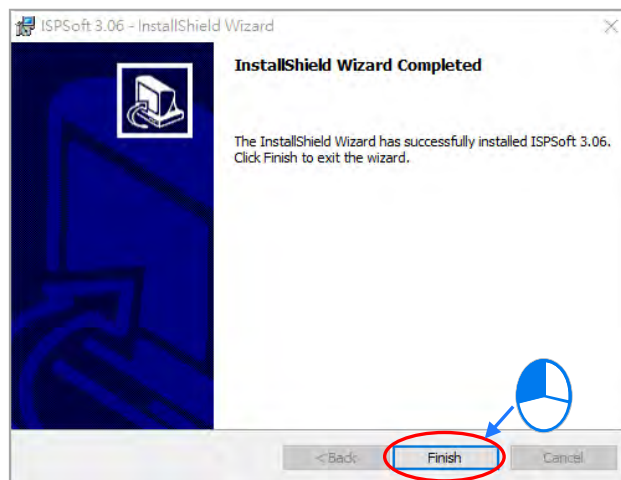 ISPSoft 3.06 - InstallShield Wizard
InstallShield Wizard Completed
The InstallShield Wizard has successfully installed ISPSoft 3.06.
Click Finish to exit the wizard.
< Back
Finish
Cancel